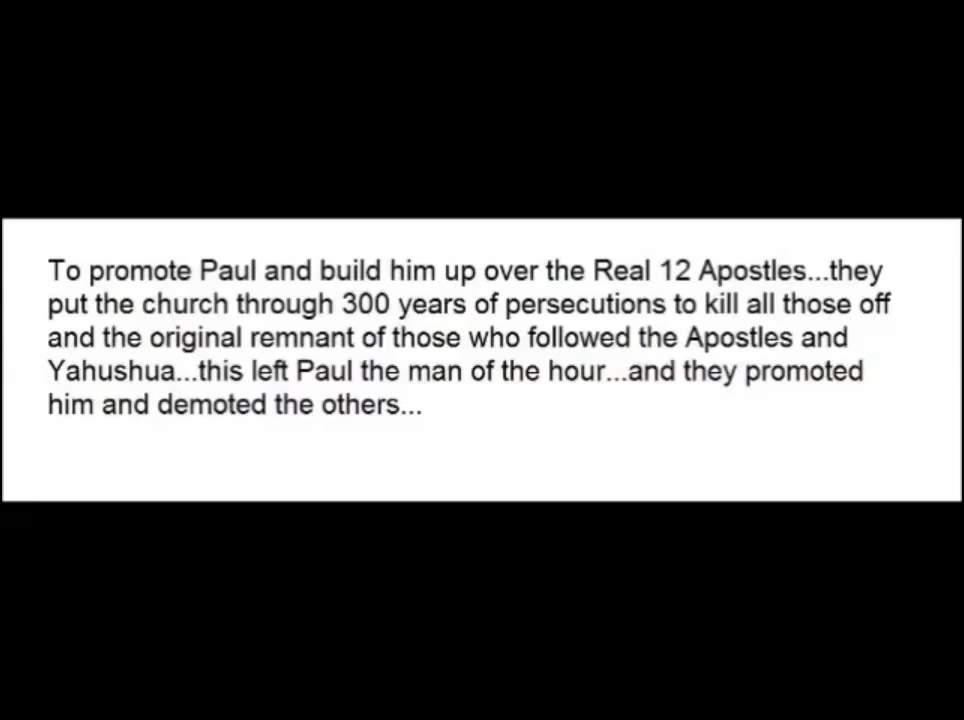 To promote Paul and build him up over the Real 12 Apostles...they
put the church through 300 years of persecutions to kill all those off
and the original remnant of those who followed the Apostles and
Yahushua...this left Paul the man of the hour...and they promoted
him and demoted the others...